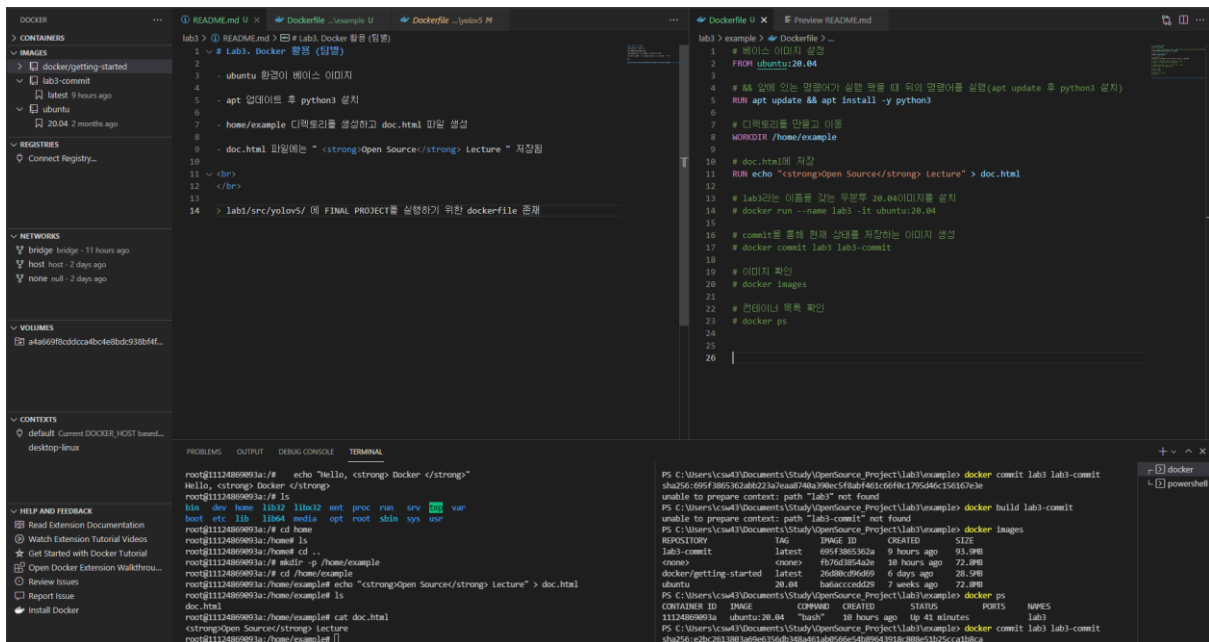 DOCKER
CONTAINERS
IMAGES
docker/getting-started
lab3-commit
latest 9 hours ago
ubuntu
20.04 2 months ago
REGISTRIES
Connect Registry...
NETWORKS
bridge bridge - 11 hours ago
host host - 2 days ago
none null - 2 days ago
VOLUMES
CONTEXTS
default Current DOCKER_HOST based...
desktop-linux
HELP AND FEEDBACK
Read Extension Documentation
Watch Extension Tutorial Videos
Get Started with Docker Tutorial
Open Docker Extension Walkthrou...
Review Issues
Report Issue
Install Docker
README.md U
Dockerfile ...\example U
Dockerfile ...\yolov5 M
lab3 > README.md > # Lab3. Docker 활용 (팀별)
1 # Lab3. Docker 활용 (팀별)
2
3 - ubuntu 환경이 베이스 이미지
4
5 - apt 업데이트 후 python3 설치
6
7 - home/example 디렉토리를 생성하고 doc.html 파일 생성
8
9 - doc.html 파일에는 " <strong>Open Source</strong> Lecture " 저장됨
10
11 <br>
12 </br>
13
14 > lab1/src/yolov5/ 에 FINAL PROJECT를 실행하기 위한 dockerfile 존재
Dockerfile U
Preview README.md
lab3 > example > Dockerfile > ...
1 # 베이스 이미지 설정
2 FROM ubuntu:20.04
3
4 # && 앞에 있는 명령어가 실행 됐을 때 뒤의 명령어를 실행(apt update 후 python3 설치)
5 RUN apt update && apt install -y python3
6
7 # 디렉토리를 만들고 이동
8 WORKDIR /home/example
9
10 # doc.html에 저장
11 RUN echo "<strong>Open Source</strong> Lecture" > doc.html
12
13 # lab3라는 이름을 갖는 우분투 20.04이미지를 설치
14 # docker run --name lab3 -it ubuntu:20.04
15
16 # commit을 통해 현재 상태를 저장하는 이미지 생성
17 # docker commit lab3 lab3-commit
18
19 # 이미지 확인
20 # docker images
21
22 # 컨테이너 목록 확인
23 # docker ps
24
25
26
PROBLEMS OUTPUT DEBUG CONSOLE TERMINAL
root@11124869093a:/# echo "Hello, <strong> Docker </strong>"
Hello, <strong> Docker </strong>
root@11124869093a:/# ls
bin dev home lib32 libx32 mnt proc run srv tmp var
boot etc lib lib64 media opt root sbin sys usr
root@11124869093a:/# cd home
root@11124869093a:/home# ls
root@11124869093a:/home# cd ..
root@11124869093a:/# mkdir -p /home/example
root@11124869093a:/# cd /home/example
root@11124869093a:/home/example# echo "<strong>Open Source</strong> Lecture" > doc.html
root@11124869093a:/home/example# ls
doc.html
root@11124869093a:/home/example# cat doc.html
<strong>Open Source</strong> Lecture
root@11124869093a:/home/example#
PS C:\Users\csw43\Documents\Study\OpenSource_Project\lab3\example> docker commit lab3 lab3-commit
unable to prepare context: path "lab3" not found
PS C:\Users\csw43\Documents\Study\OpenSource_Project\lab3\example> docker build lab3-commit
unable to prepare context: path "lab3-commit" not found
PS C:\Users\csw43\Documents\Study\OpenSource_Project\lab3\example> docker images
REPOSITORY TAG IMAGE ID CREATED SIZE
lab3-commit latest 695f3865362a 9 hours ago 93.9MB
<none> <none> fb76d3854a2e 10 hours ago 72.8MB
docker/getting-started latest 26d80cd96d69 6 days ago 28.5MB
ubuntu 20.04 ba6acccedd29 7 weeks ago 72.8MB
PS C:\Users\csw43\Documents\Study\OpenSource_Project\lab3\example> docker ps
CONTAINER ID IMAGE COMMAND CREATED STATUS PORTS NAMES
11124869093a ubuntu:20.04 "bash" 10 hours ago Up 41 minutes lab3
PS C:\Users\csw43\Documents\Study\OpenSource_Project\lab3\example> docker commit lab3 lab3-commit
docker
powershell